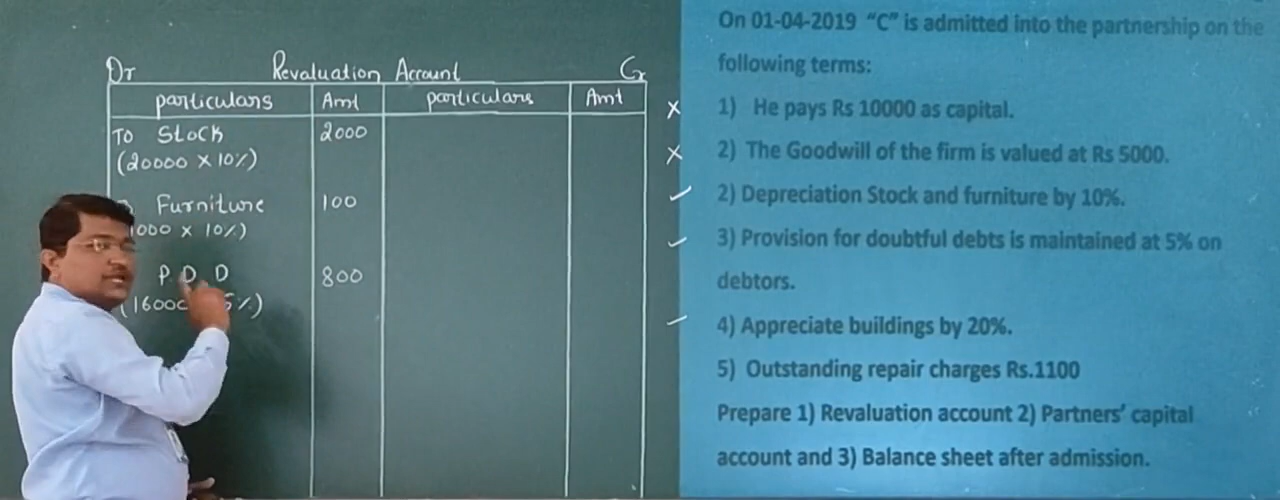 Dr Revaluation Account Cr
particulars Amt particulars Amt
To Stock 2000
(20000 X 10%)
Furniture 100
1000 X 10%)
P. D. D 800
(1600 5%)
On 01-04-2019 “C” is admitted into the partnership on the
following terms:
X 1) He pays Rs 10000 as capital.
X 2) The Goodwill of the firm is valued at Rs 5000.
2) Depreciation Stock and furniture by 10%.
3) Provision for doubtful debts is maintained at 5% on
debtors.
4) Appreciate buildings by 20%.
5) Outstanding repair charges Rs.1100
Prepare 1) Revaluation account 2) Partners’ capital
account and 3) Balance sheet after admission.